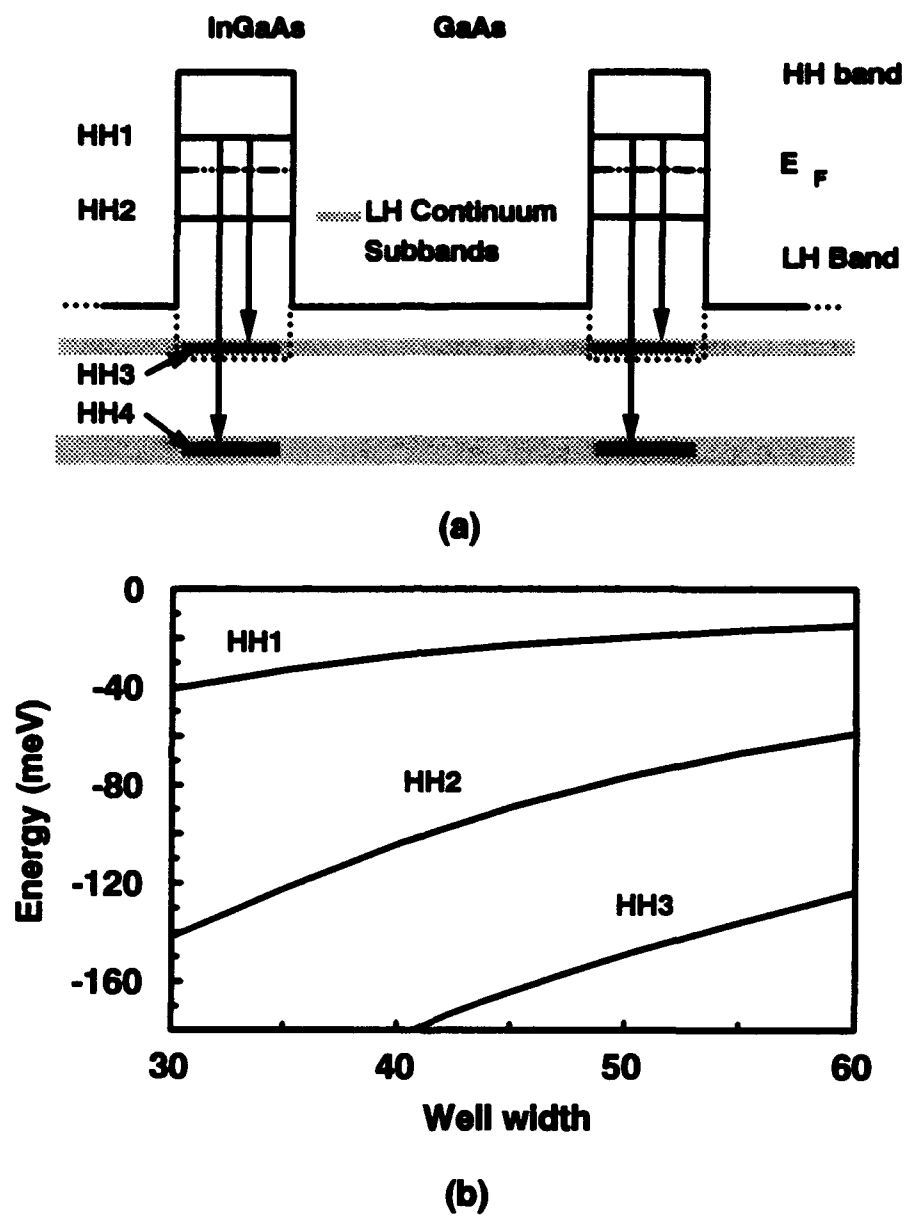 InGaAs GaAs
HH band
HH1
E F
HH2
LH Continuum
Subbands
LH Band
HH3
HH4
(a)
0
-40
-80
-120
-160
Energy (meV)
HH1
HH2
HH3
30 40 50 60
Well width
(b)